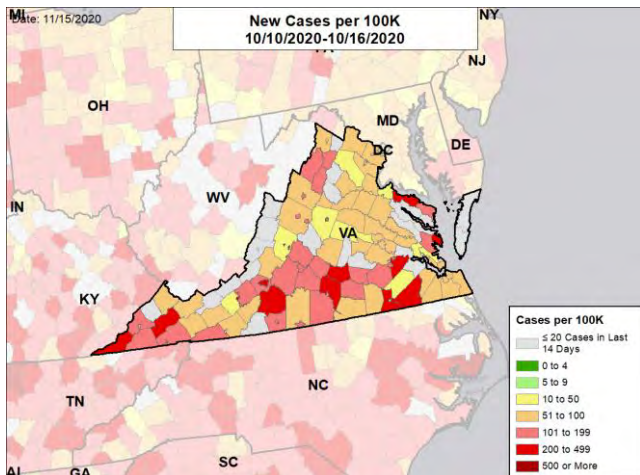 MI
Date: 11/15/2020
New Cases per 100K
10/10/2020-10/16/2020
NY
NJ
OH
MD
DE
DC
WV
IN
VA
KY
TN
NC
SC
AL
GA
Cases per 100K
≤ 20 Cases in Last
14 Days
0 to 4
5 to 9
10 to 50
51 to 100
101 to 199
200 to 499
500 or More